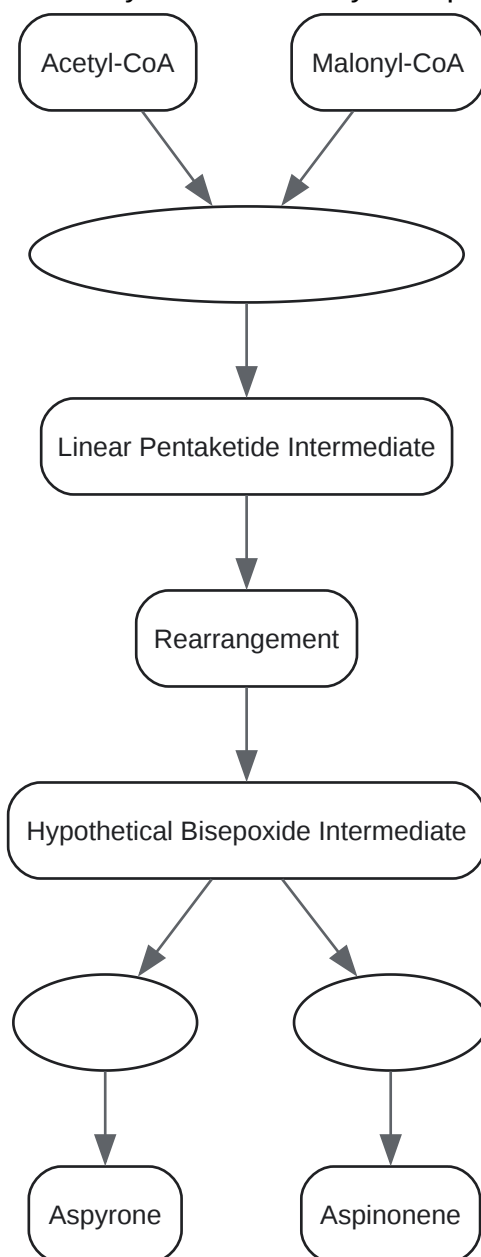 Acetyl-CoA
Malonyl-CoA
Linear Pentaketide Intermediate
Rearrangement
Hypothetical Bisepoxide Intermediate
Aspyrone
Aspinonene